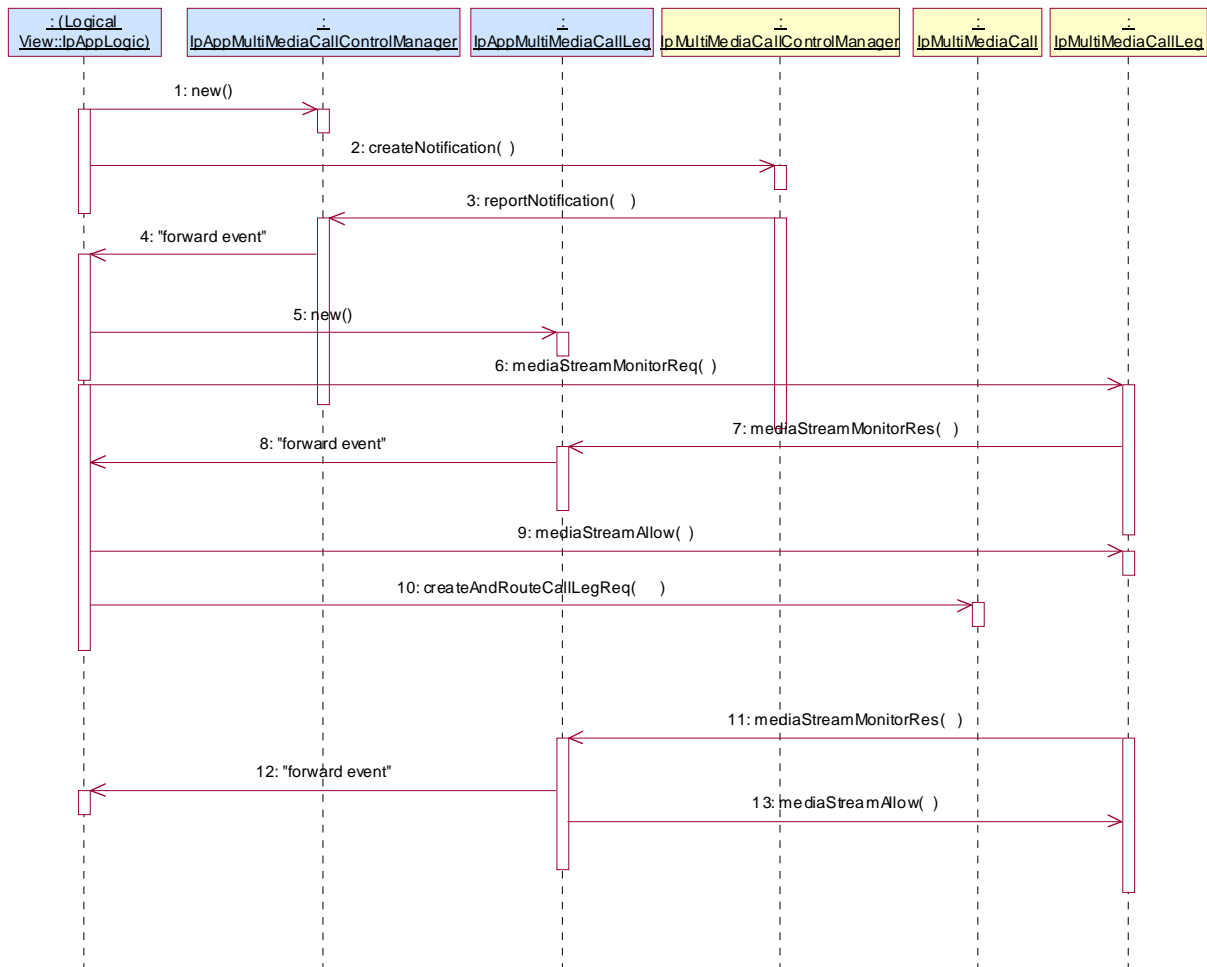 : (Logical
View::IpAppLogic)
:
IpAppMultiMediaCallControlManager
:
IpAppMultiMediaCallLeg
:
IpMultiMediaCallControlManager
:
IpMultiMediaCall
:
IpMultiMediaCallLeg
1: new()
2: createNotification( )
3: reportNotification( )
4: "forward event"
5: new()
6: mediaStreamMonitorReq( )
7: mediaStreamMonitorRes( )
8: "forward event"
9: mediaStreamAllow( )
10: createAndRouteCallLegReq( )
11: mediaStreamMonitorRes( )
12: "forward event"
13: mediaStreamAllow( )